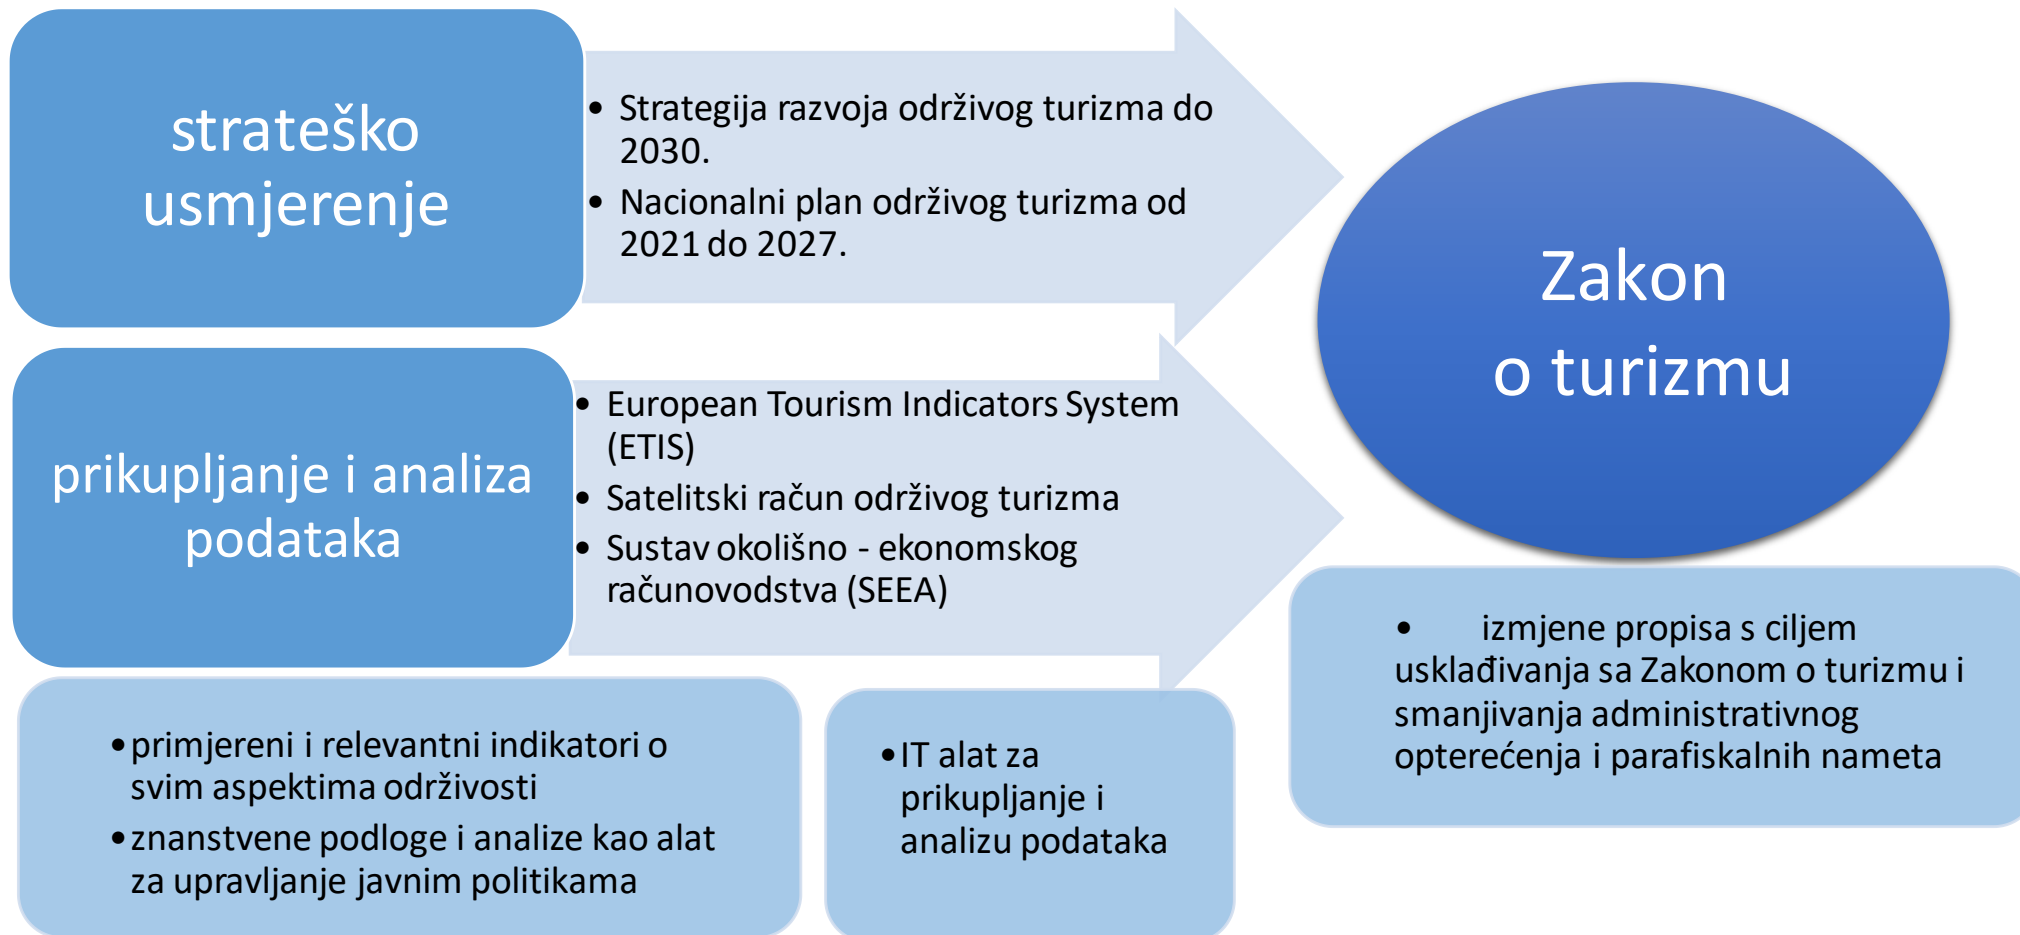 strateško
usmjerenje
• Strategija razvoja održivog turizma do
2030.
• Nacionalni plan održivog turizma od
2021 do 2027.
prikupljanje i analiza
podataka
• European Tourism Indicators System
(ETIS)
• Satelitski račun održivog turizma
• Sustav okolišno - ekonomskog
računovodstva (SEEA)
Zakon
o turizmu
• izmjene propisa s ciljem
usklađivanja sa Zakonom o turizmu i
smanjivanja administrativnog
opterećenja i parafiskalnih nameta
•primjereni i relevantni indikatori o
svim aspektima održivosti
•znanstvene podloge i analize kao alat
za upravljanje javnim politikama
•IT alat za
prikupljanje i
analizu podataka